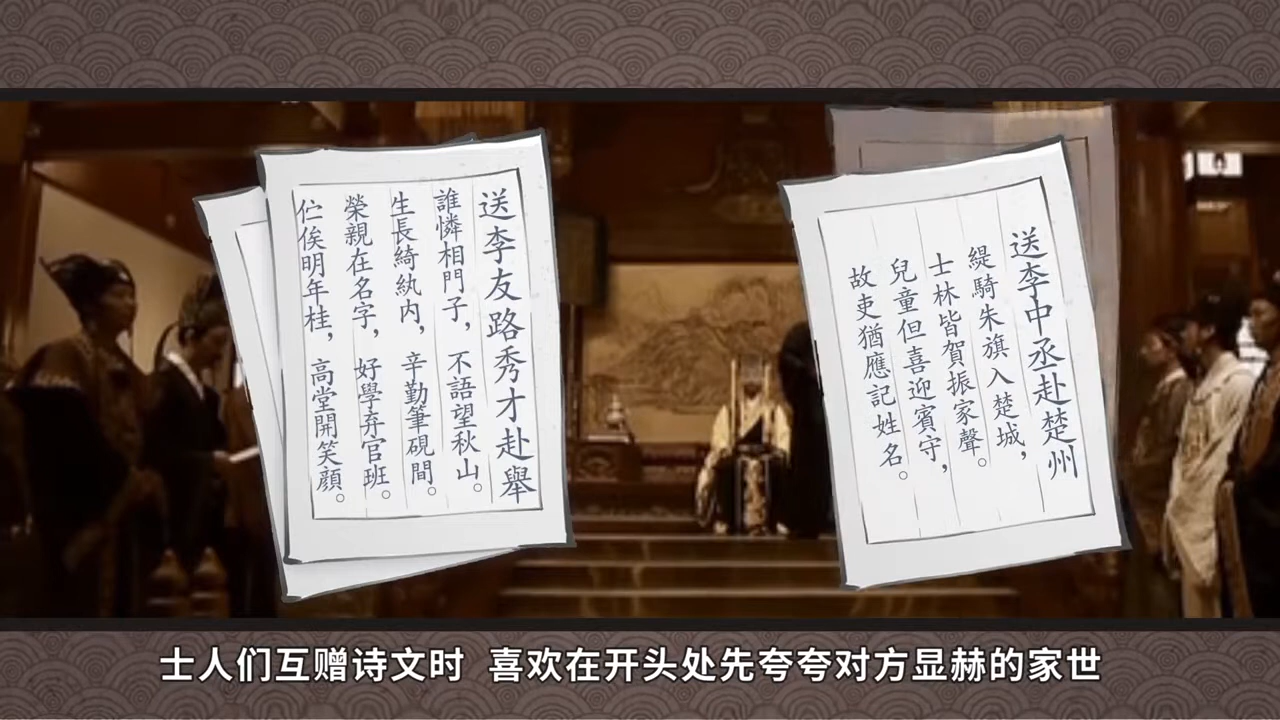 送李友路秀才赴舉
誰憐相門子，不語望秋山。
生長綺紈内，辛勤筆硯間。
榮親在名字，好學弃官班。
伫俟明年桂，高堂開笑顔。
送李中丞赴楚州
緹騎朱旗入楚城，
士林皆賀振家聲。
兒童但喜迎賓守，
故吏猶應記姓名。
士人们互赠诗文时 喜欢在开头处先夸夸对方显赫的家世